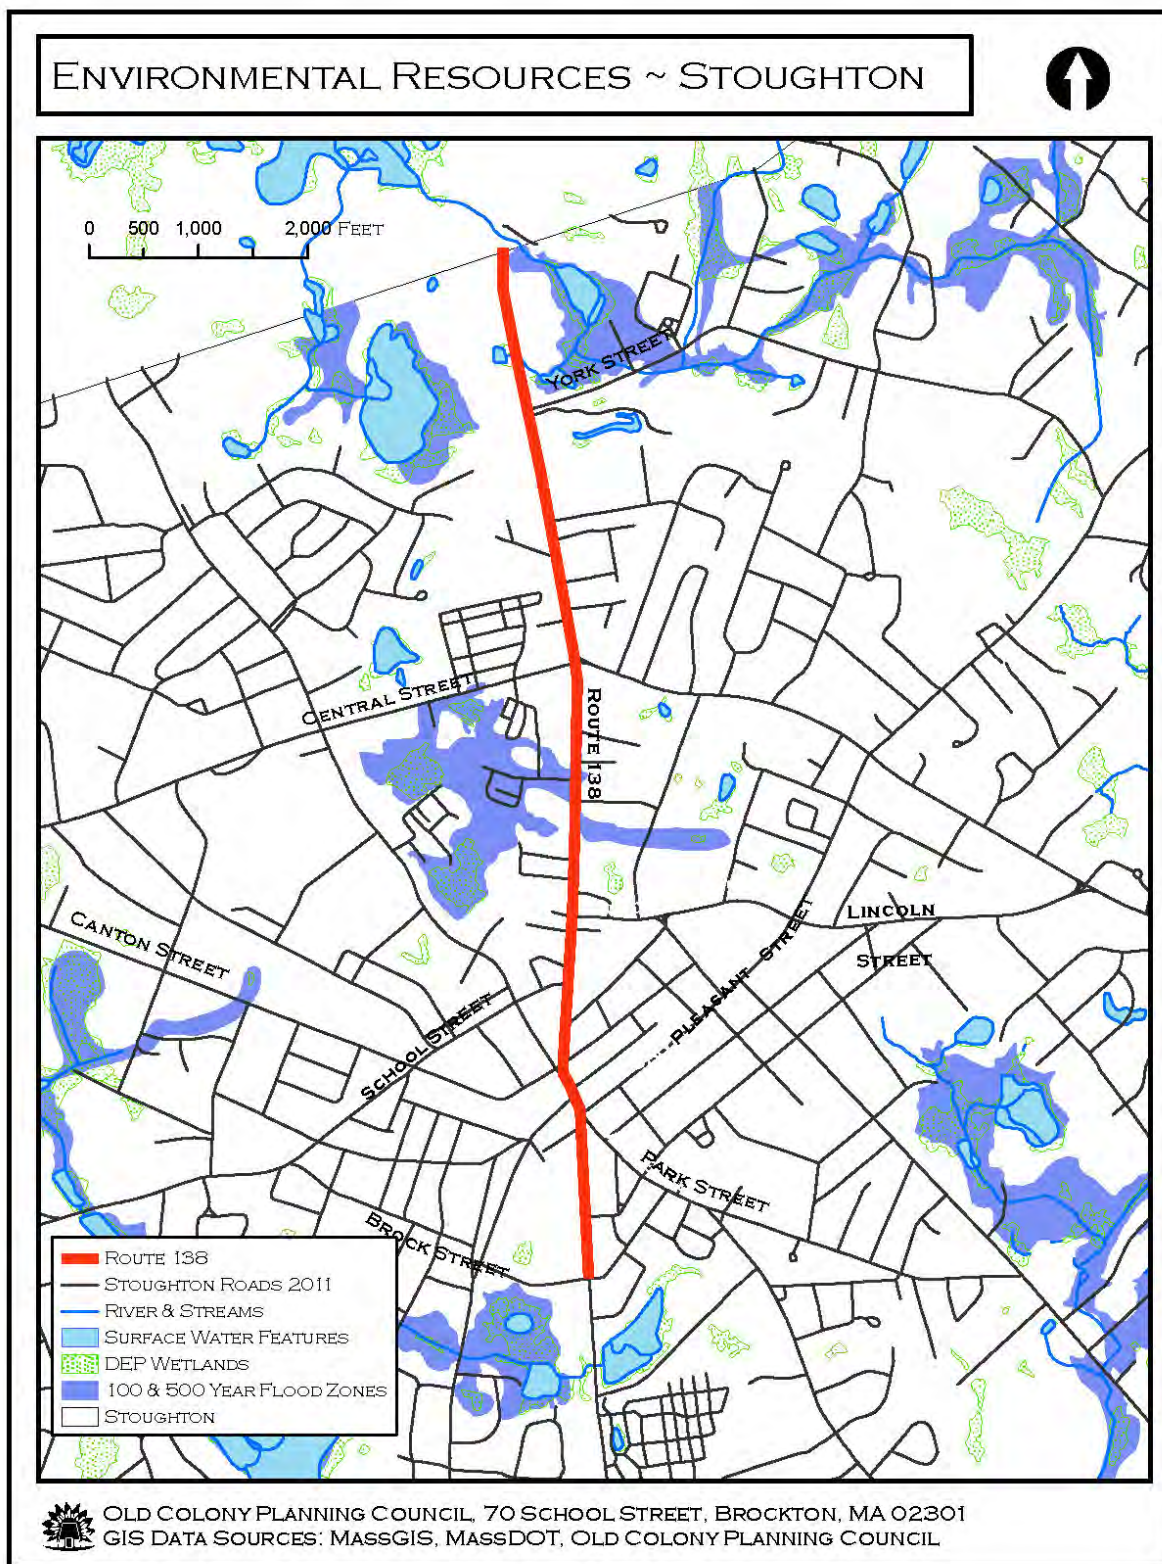 ENVIRONMENTAL RESOURCES ~ STOUGHTON
0 500 1,000 2,000 FEET
YORK STREET
CENTRAL STREET
ROUTE 138
LINCOLN
STREET
CANTON STREET
PLEASANT STREET
SCHOOL STREET
PARK STREET
BROCK STREET
ROUTE 138
STOUGHTON ROADS 2011
RIVER & STREAMS
SURFACE WATER FEATURES
DEP WETLANDS
100 & 500 YEAR FLOOD ZONES
STOUGHTON
OLD COLONY PLANNING COUNCIL, 70 SCHOOL STREET, BROCKTON, MA 02301
GIS DATA SOURCES: MASSGIS, MASSDOT, OLD COLONY PLANNING COUNCIL